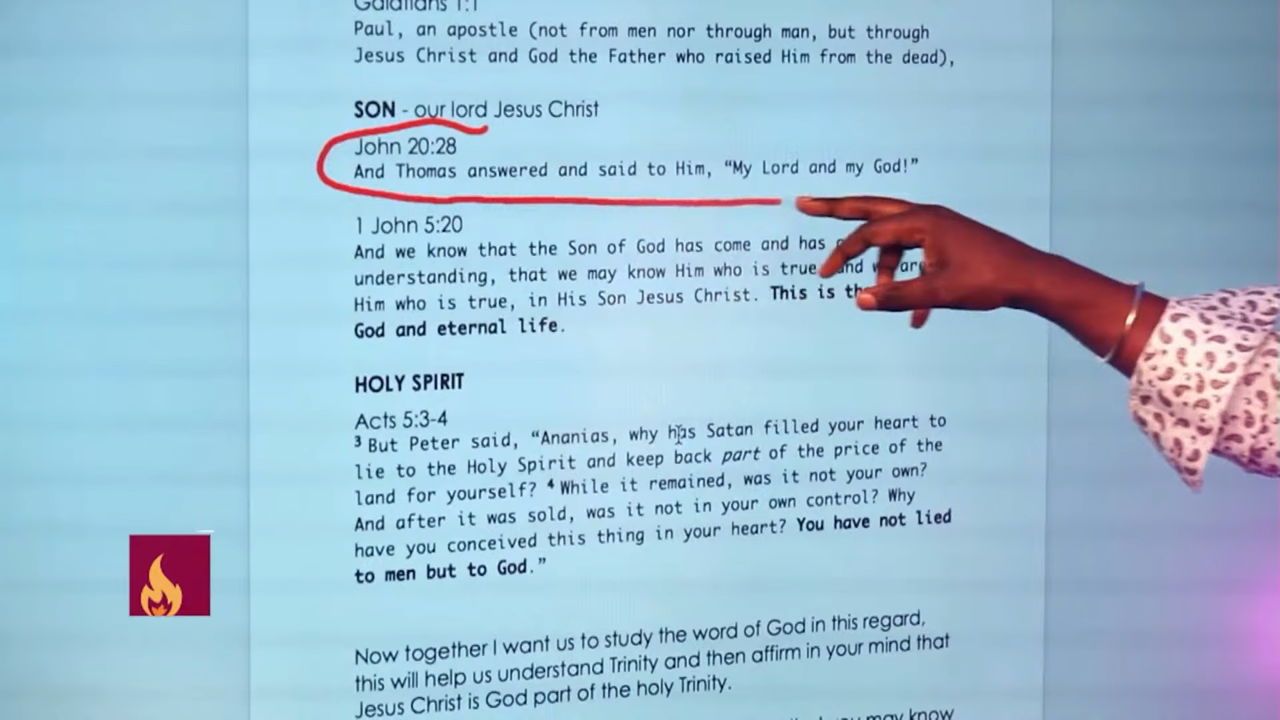 Galatians 1:1
Paul, an apostle (not from men nor through man, but through
Jesus Christ and God the Father who raised Him from the dead),
SON - our lord Jesus Christ
John 20:28
And Thomas answered and said to Him, “My Lord and my God!”
1 John 5:20
And we know that the Son of God has come and has
understanding, that we may know Him who is true and
Him who is true, in His Son Jesus Christ. This is
God and eternal life.
HOLY SPIRIT
Acts 5:3-4
3 But Peter said, “Ananias, why has Satan filled your heart to
lie to the Holy Spirit and keep back part of the price of the
land for yourself? 4 While it remained, was it not your own?
And after it was sold, was it not in your own control? Why
have you conceived this thing in your heart? You have not lied
to men but to God.”
Now together I want us to study the word of God in this regard,
this will help us understand Trinity and then affirm in your mind that
Jesus Christ is God part of the holy Trinity.
you may know